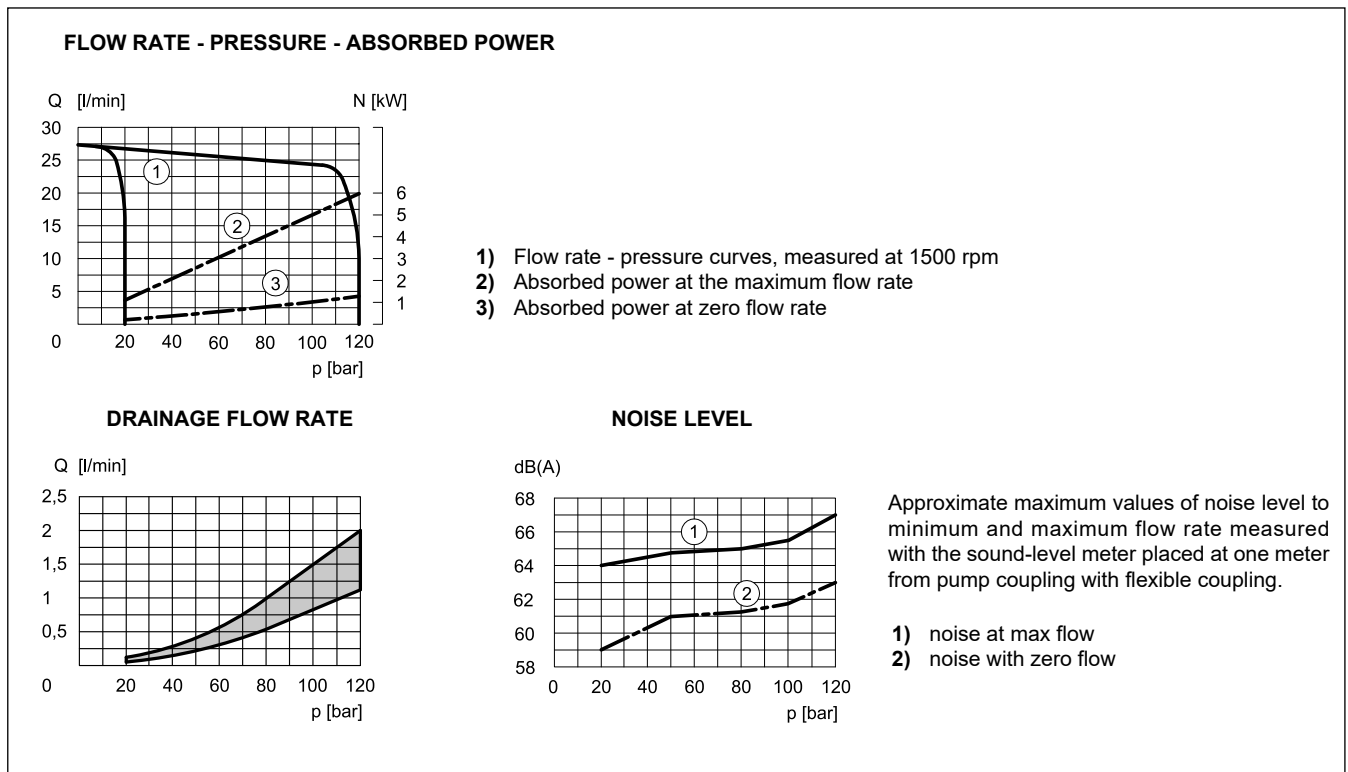 FLOW RATE - PRESSURE - ABSORBED POWER
Q [l/min]
N [kW]
30
25
20
15
10
5
0
6
5
4
3
2
1
1
2
3
20 40 60 80 100 120
p [bar]
1) Flow rate - pressure curves, measured at 1500 rpm
2) Absorbed power at the maximum flow rate
3) Absorbed power at zero flow rate
DRAINAGE FLOW RATE
Q [l/min]
2,5
2
1,5
1
0,5
0 20 40 60 80 100 120
p [bar]
NOISE LEVEL
dB(A)
68
66
64
62
60
58
1
2
0 20 40 60 80 100 120
p [bar]
Approximate maximum values of noise level to
minimum and maximum flow rate measured
with the sound-level meter placed at one meter
from pump coupling with flexible coupling.
1) noise at max flow
2) noise with zero flow